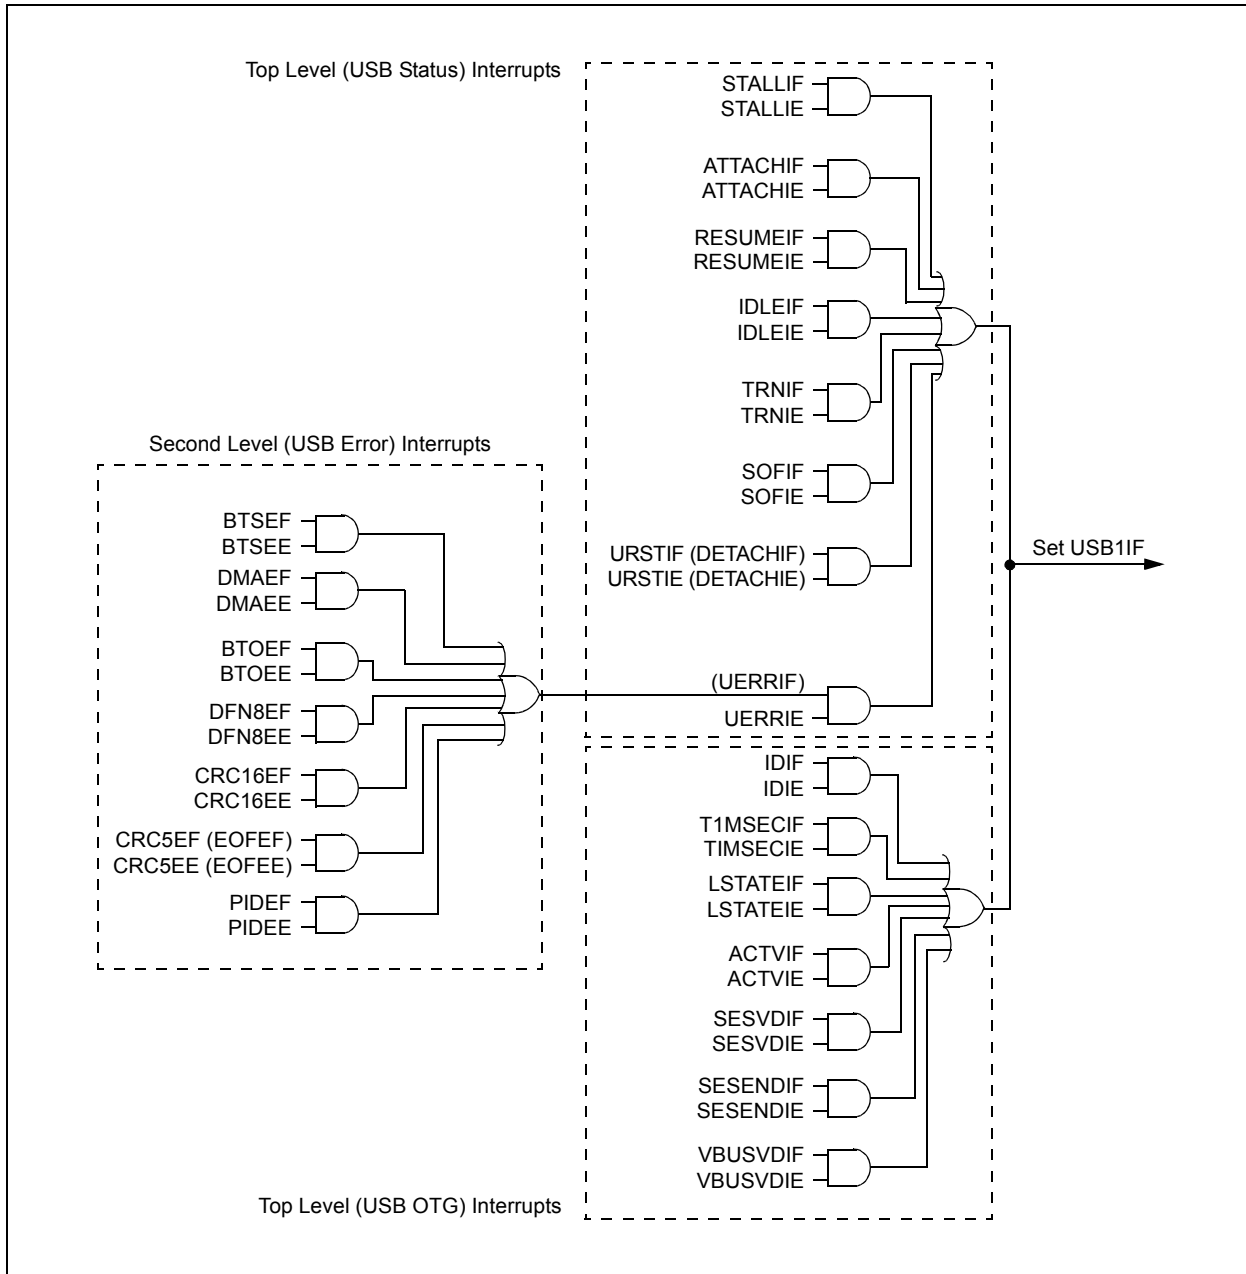 Top Level (USB Status) Interrupts
STALLIF
STALLIE
ATTACHIF
ATTACHIE
RESUMEIF
RESUMEIE
IDLEIF
IDLEIE
TRNIF
TRNIE
SOFIF
SOFIE
URSTIF (DETACHIF)
URSTIE (DETACHIE)
(UERRIF)
UERRIE
Second Level (USB Error) Interrupts
BTSEF
BTSEE
DMAEF
DMAEE
BTOEF
BTOEE
DFN8EF
DFN8EE
CRC16EF
CRC16EE
CRC5EF (EOFEF)
CRC5EE (EOFEE)
PIDEF
PIDEE
Set USB1IF
IDIF
IDIE
T1MSECIF
TIMSECIE
LSTATEIF
LSTATEIE
ACTVIF
ACTVIE
SESVDIF
SESVDIE
SESENDIF
SESENDIE
VBUSVDIF
VBUSVDIE
Top Level (USB OTG) Interrupts